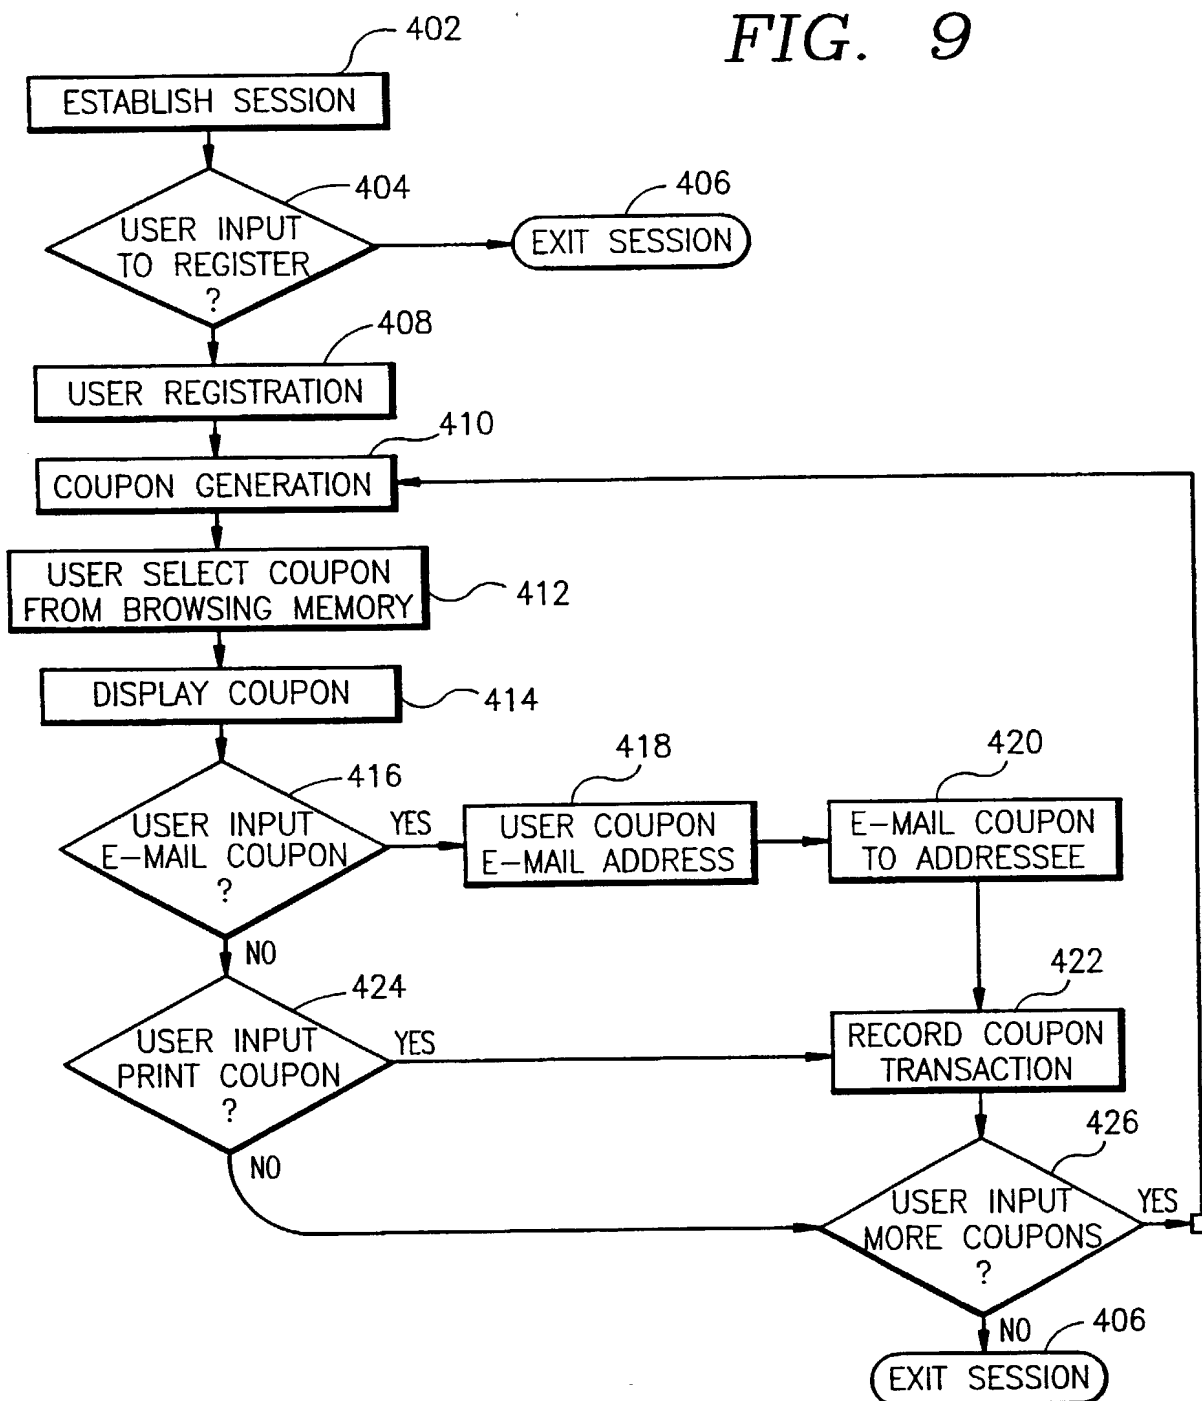 FIG. 9
402
ESTABLISH SESSION
404
USER INPUT
TO REGISTER
?
406
EXIT SESSION
408
USER REGISTRATION
410
COUPON GENERATION
USER SELECT COUPON
FROM BROWSING MEMORY
412
DISPLAY COUPON
414
416
USER INPUT
E-MAIL COUPON
?
YES
NO
418
USER COUPON
E-MAIL ADDRESS
420
E-MAIL COUPON
TO ADDRESSEE
424
USER INPUT
PRINT COUPON
?
YES
NO
422
RECORD COUPON
TRANSACTION
426
USER INPUT
MORE COUPONS
?
YES
NO
406
EXIT SESSION